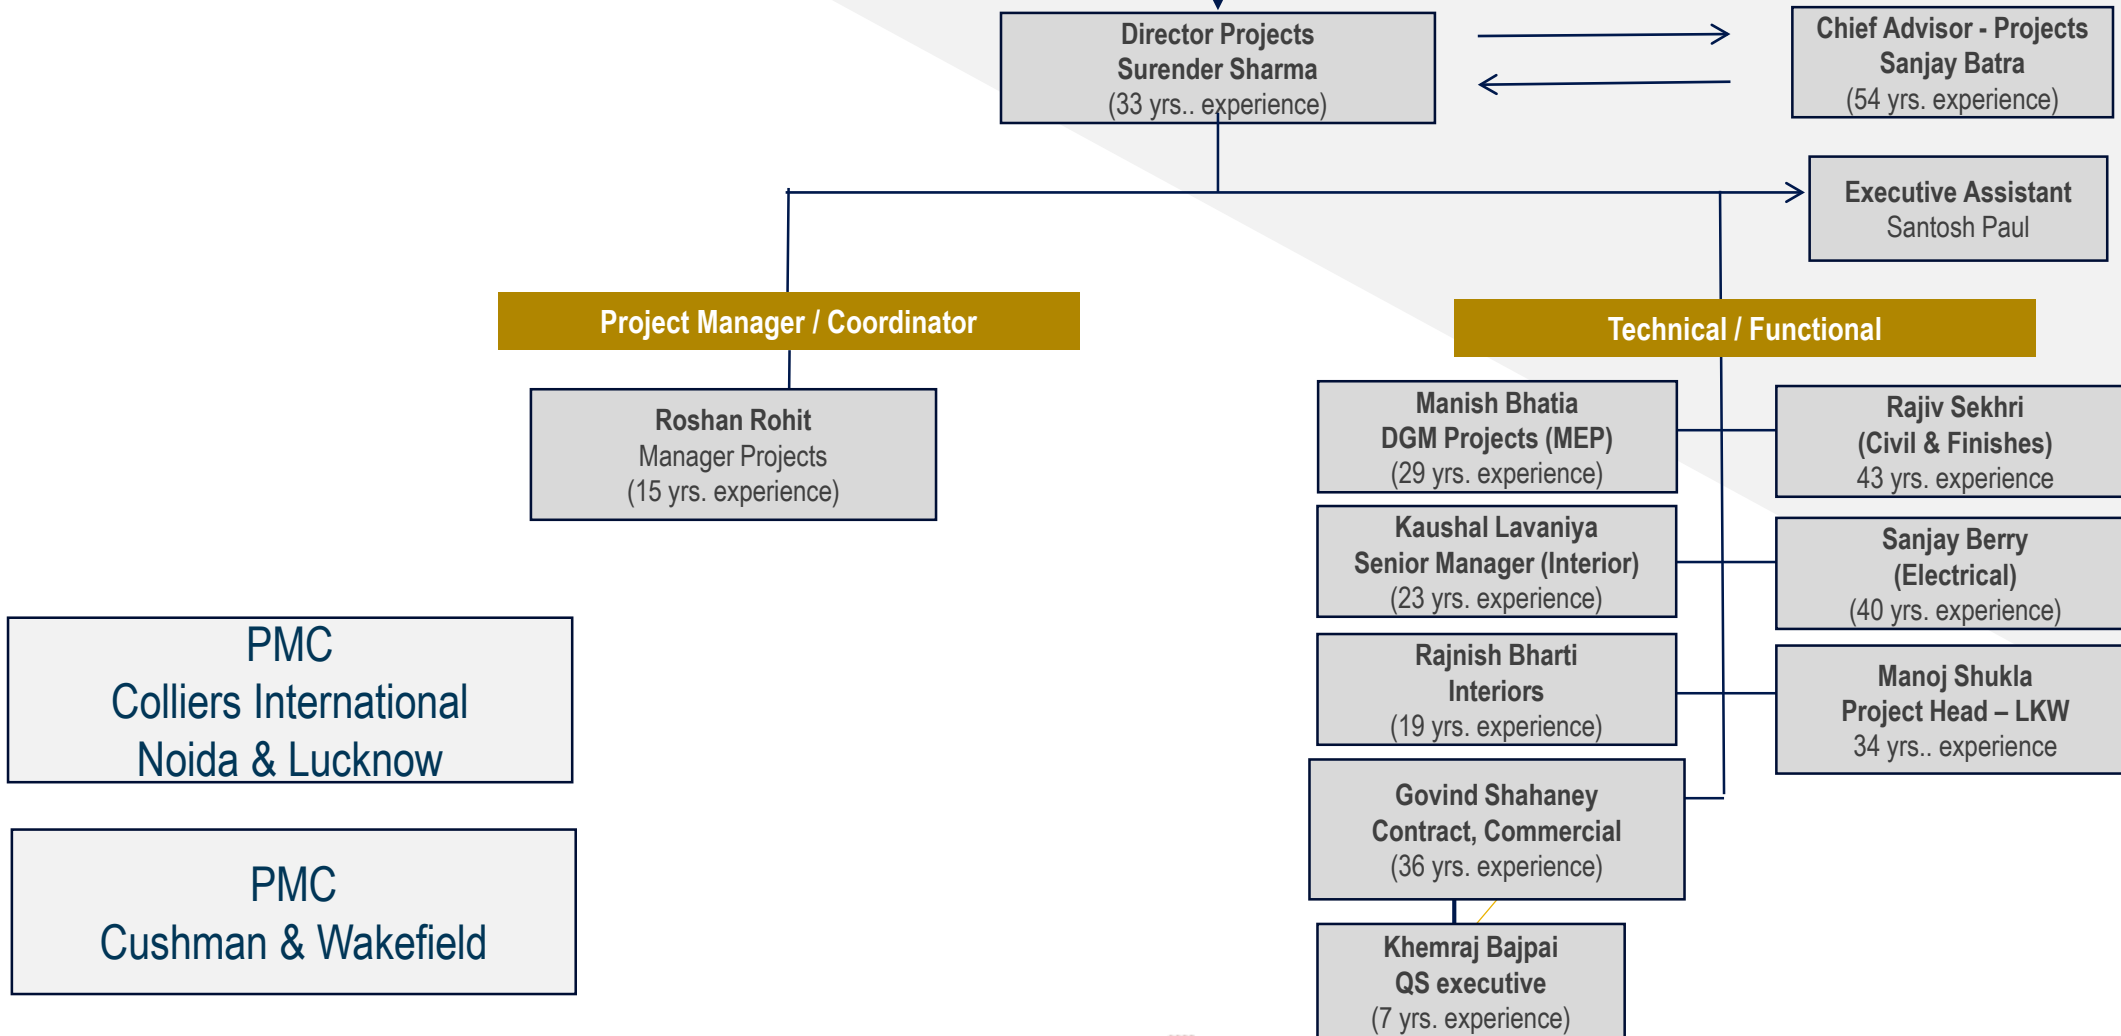 Director Projects
Surender Sharma
(33 yrs.. experience)
Chief Advisor - Projects
Sanjay Batra
(54 yrs. experience)
Executive Assistant
Santosh Paul
Project Manager / Coordinator
Technical / Functional
Roshan Rohit
Manager Projects
(15 yrs. experience)
Manish Bhatia
DGM Projects (MEP)
(29 yrs. experience)
Rajiv Sekhri
(Civil & Finishes)
43 yrs. experience
Kaushal Lavaniya
Senior Manager (Interior)
(23 yrs. experience)
Sanjay Berry
(Electrical)
(40 yrs. experience)
Rajnish Bharti
Interiors
(19 yrs. experience)
Manoj Shukla
Project Head – LKW
34 yrs.. experience
Govind Shahaney
Contract, Commercial
(36 yrs. experience)
Khemraj Bajpai
QS executive
(7 yrs. experience)
PMC
Colliers International
Noida & Lucknow
PMC
Cushman & Wakefield